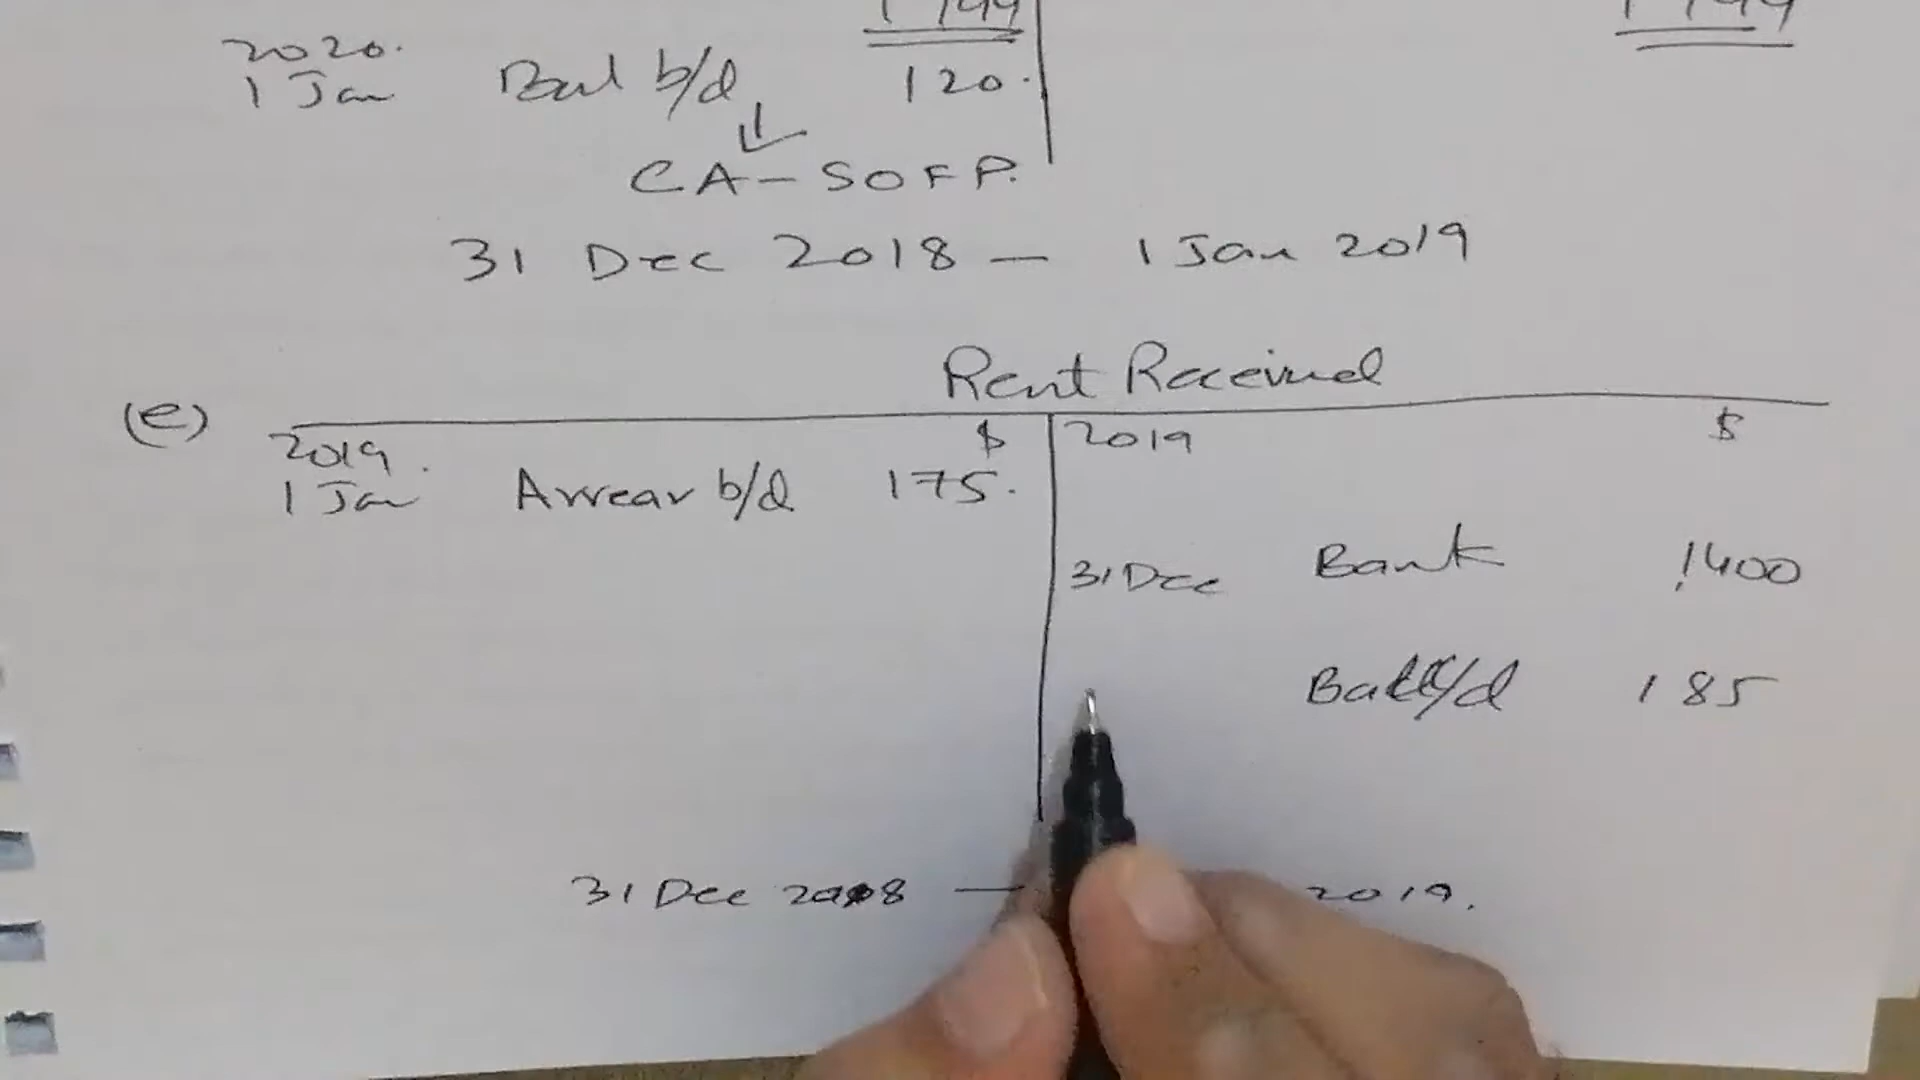 2020.
1 Jan Bal b/d 120.
CA - SOFP.
31 Dec 2018 — 1 Jan 2019
Rent Received
(e)
2019. $ 2019 $
1 Jan Arrear b/d 175.
31 Dec Bank 1400
Bal c/d 185
31 Dec 2018 — 2019.